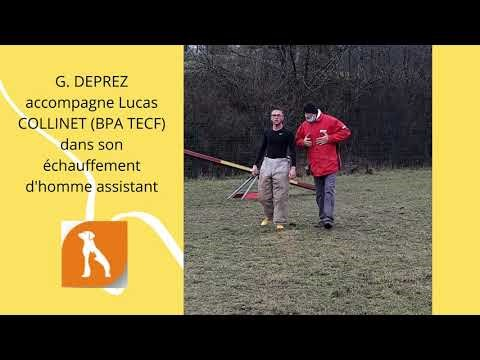 G. DEPREZ
accompagne Lucas
COLLINET (BPA TECF)
dans son
échauffement
d'homme assistant